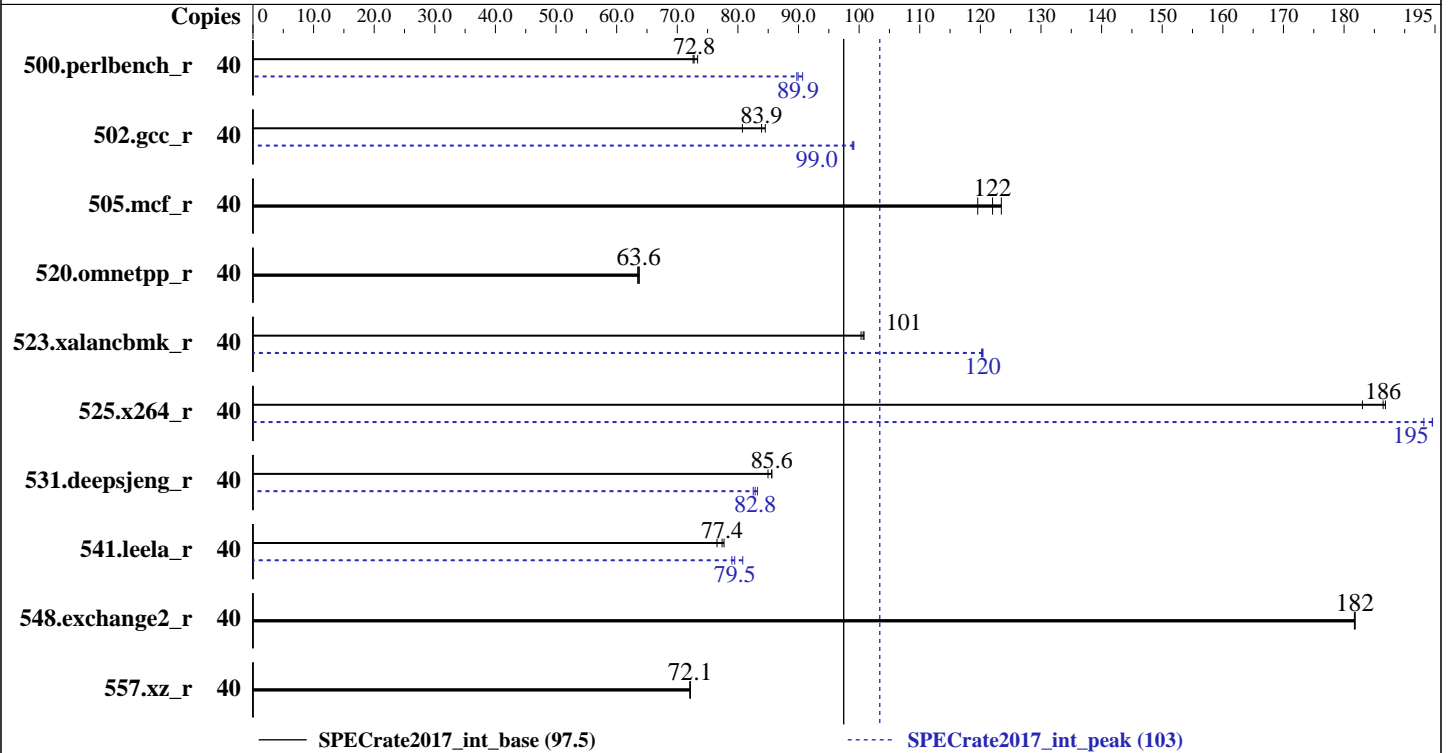 Copies 0 10.0 20.0 30.0 40.0 50.0 60.0 70.0 80.0 90.0 100 110 120 130 140 150 160 170 180 195
72.8
500.perlbench_r 40
89.9
83.9
502.gcc_r 40
99.0
122
505.mcf_r 40
63.6
520.omnetpp_r 40
101
523.xalancbmk_r 40
120
186
525.x264_r 40
195
85.6
531.deepsjeng_r 40
82.8
77.4
541.leela_r 40
79.5
182
548.exchange2_r 40
72.1
557.xz_r 40
SPECrate2017_int_base (97.5) SPECrate2017_int_peak (103)